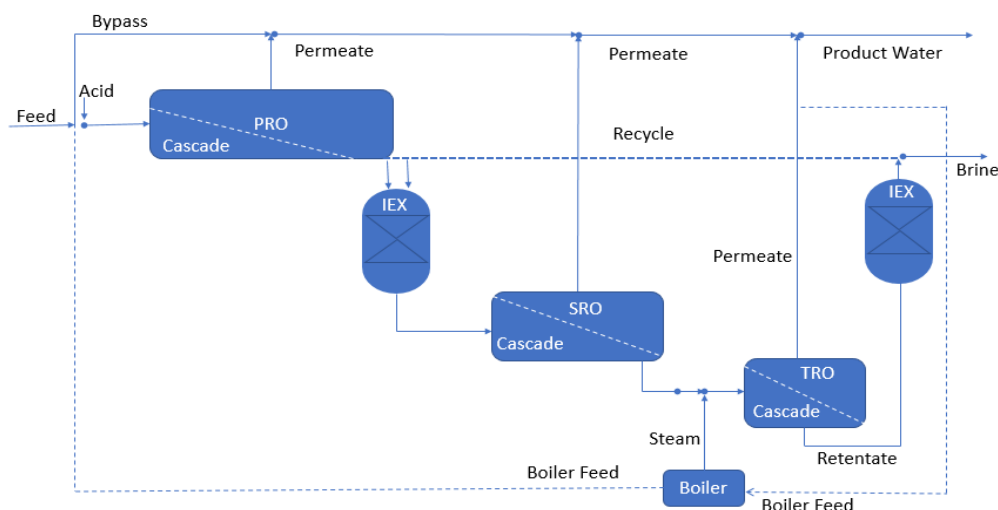 Bypass
Permeate
Permeate
Product Water
Acid
Feed
PRO
Cascade
Recycle
Brine
IEX
IEX
Permeate
SRO
Cascade
TRO
Cascade
Steam
Retentate
Boiler Feed
Boiler
Boiler Feed